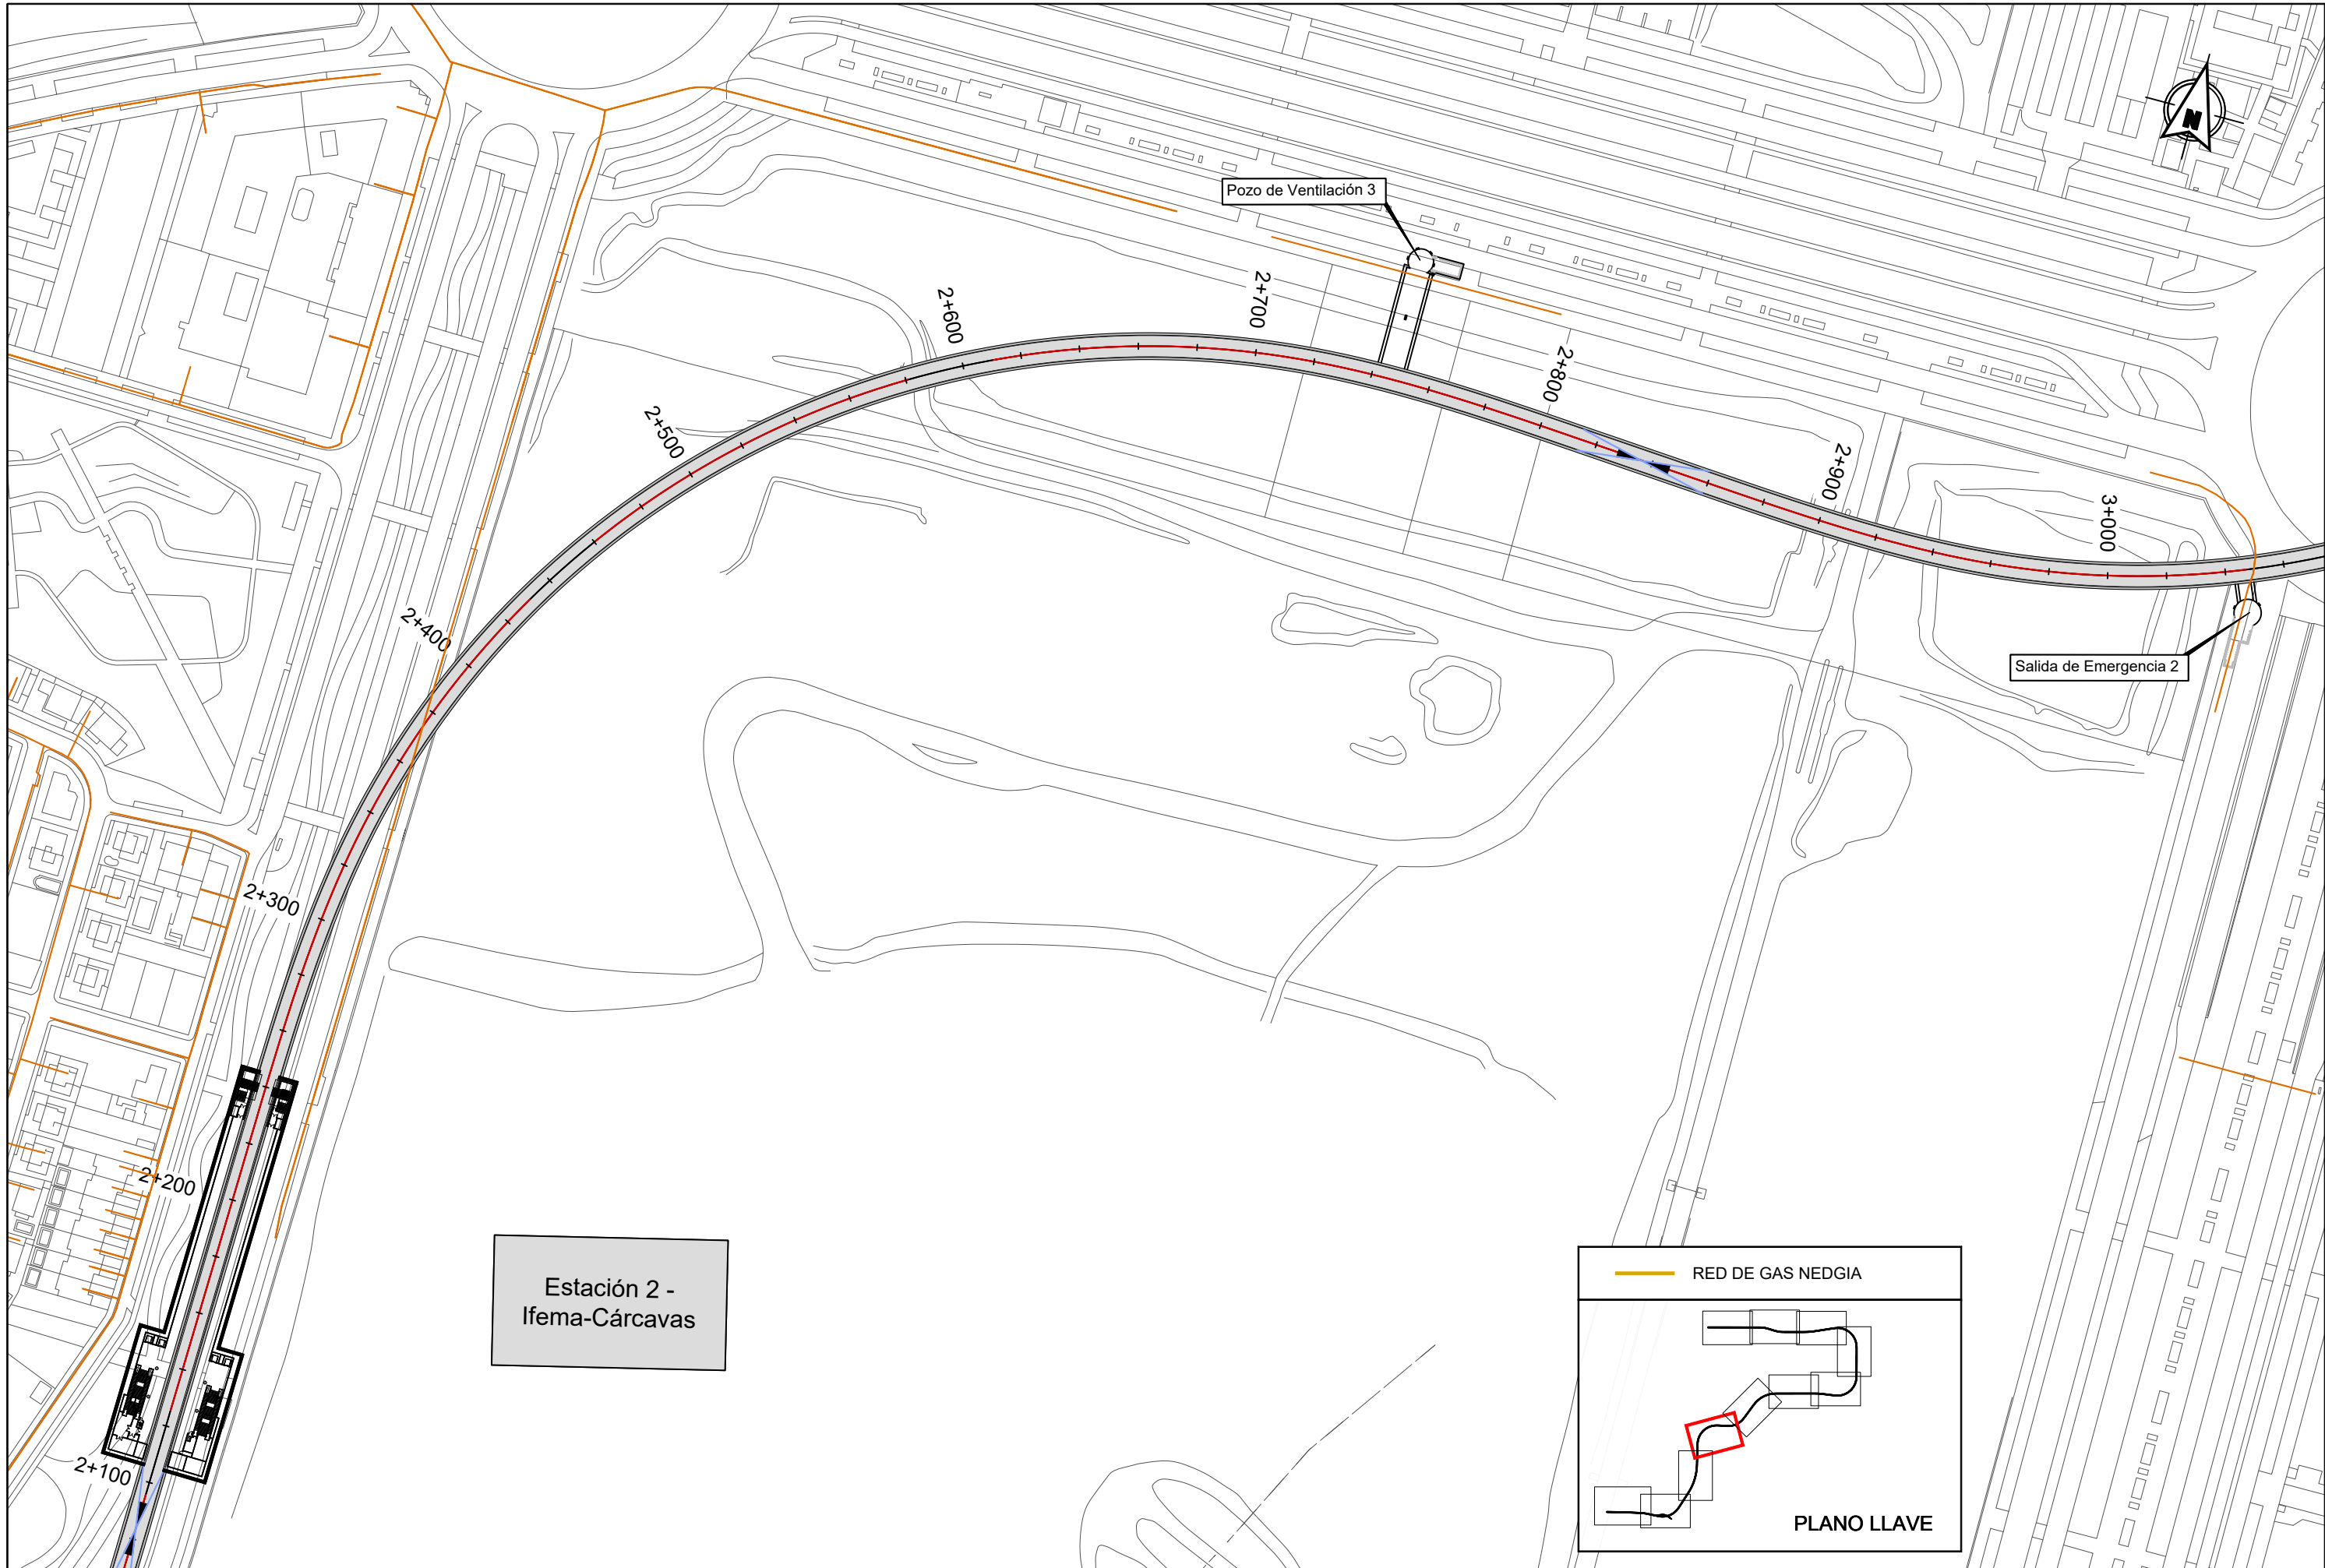 N
Pozo de Ventilación 3
2+700
2+600
2+800
2+500
2+900
3+000
2+400
Salida de Emergencia 2
2+300
2+200
Estación 2 -
Ifema-Cárcavas
RED DE GAS NEDGIA
2+100
PLANO LLAVE